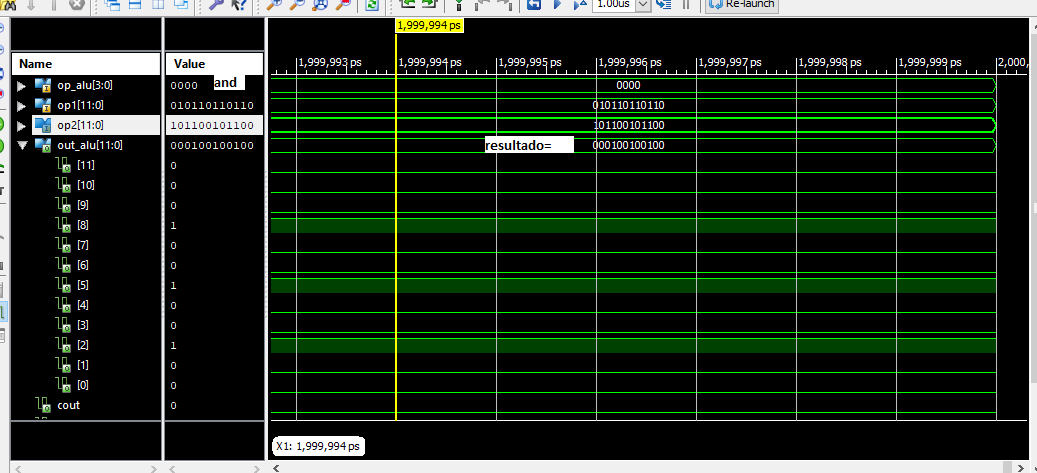 1.00us Re-launch
1,999,994 ps
Name Value
1,999,993 ps 1,999,994 ps 1,999,995 ps 1,999,996 ps 1,999,997 ps 1,999,998 ps 1,999,999 ps 2,000,
op_alu[3:0] 0000 and 0000
op1[11:0] 010110110110 010110110110
op2[11:0] 101100101100 101100101100
out_alu[11:0] 000100100100 resultado= 000100100100
[11] 0
[10] 0
[9] 0
[8] 1
[7] 0
[6] 0
[5] 1
[4] 0
[3] 0
[2] 1
[1] 0
[0] 0
cout 0
X1: 1,999,994 ps